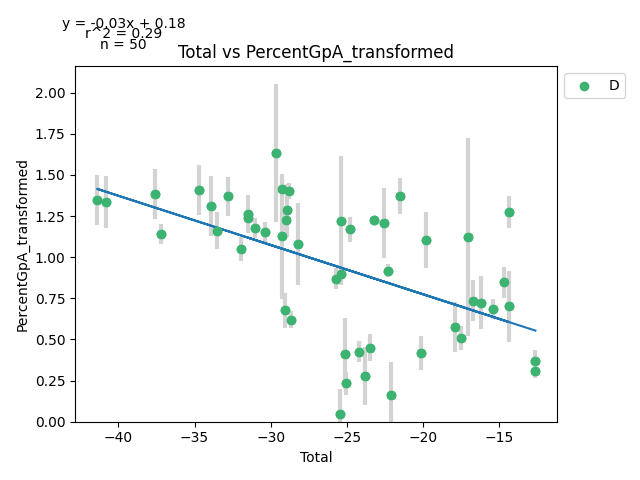 y = -0.03x + 0.18
r^2 = 0.29
n = 50
Total vs PercentGpA_transformed
D
PercentGpA_transformed
2.00
1.75
1.50
1.25
1.00
0.75
0.50
0.25
0.00
−40 −35 −30 −25 −20 −15
Total